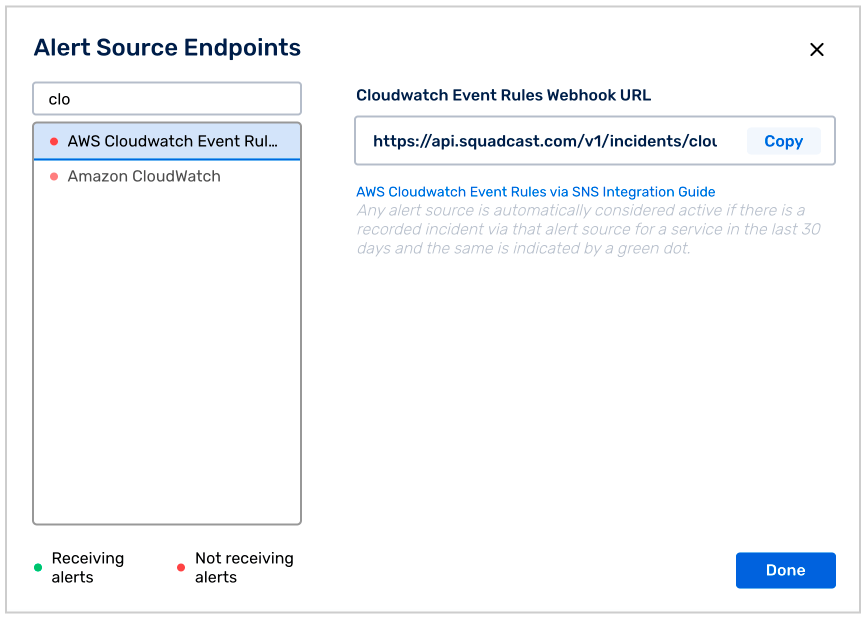 Alert Source Endpoints
clo
AWS Cloudwatch Event Rul...
Amazon CloudWatch
Cloudwatch Event Rules Webhook URL
https://api.squadcast.com/v1/incidents/clou
Copy
AWS Cloudwatch Event Rules via SNS Integration Guide
Any alert source is automatically considered active if there is a
recorded incident via that alert source for a service in the last 30
days and the same is indicated by a green dot.
Receiving
alerts
Not receiving
alerts
Done